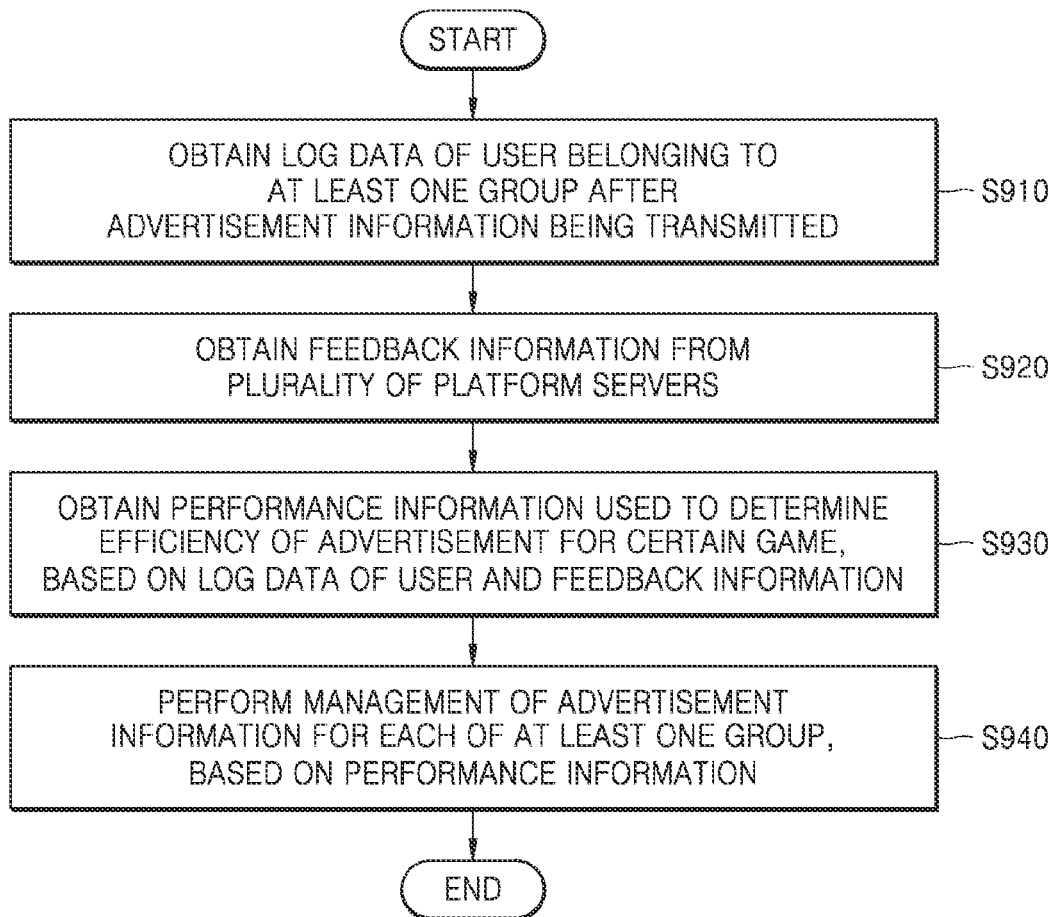 START
OBTAIN LOG DATA OF USER BELONGING TO
AT LEAST ONE GROUP AFTER
ADVERTISEMENT INFORMATION BEING TRANSMITTED
S910
OBTAIN FEEDBACK INFORMATION FROM
PLURALITY OF PLATFORM SERVERS
S920
OBTAIN PERFORMANCE INFORMATION USED TO DETERMINE
EFFICIENCY OF ADVERTISEMENT FOR CERTAIN GAME,
BASED ON LOG DATA OF USER AND FEEDBACK INFORMATION
S930
PERFORM MANAGEMENT OF ADVERTISEMENT
INFORMATION FOR EACH OF AT LEAST ONE GROUP,
BASED ON PERFORMANCE INFORMATION
S940
END